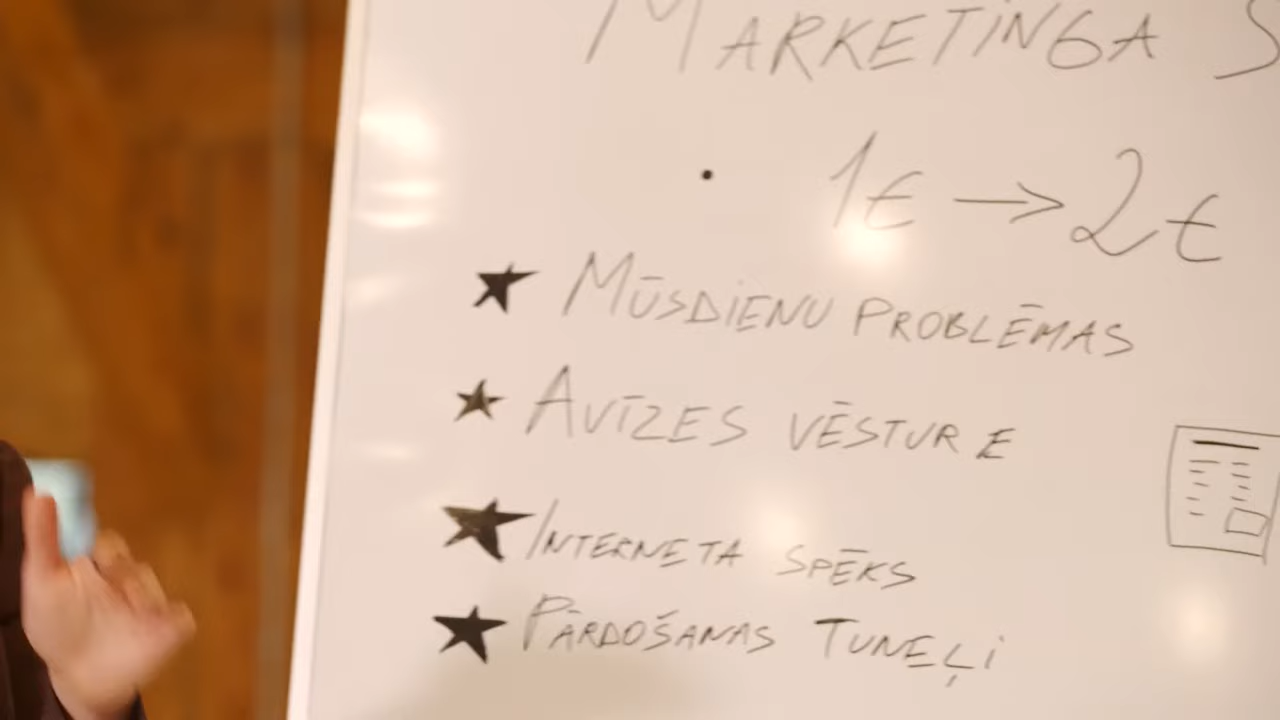 MARKETINGA S
1€ → 2€
★ MŪSDIENU PROBLĒMAS
★ AVĪZES VĒSTURE
★ INTERNETA SPĒKS
★ PĀRDOŠANAS TUNEĻI